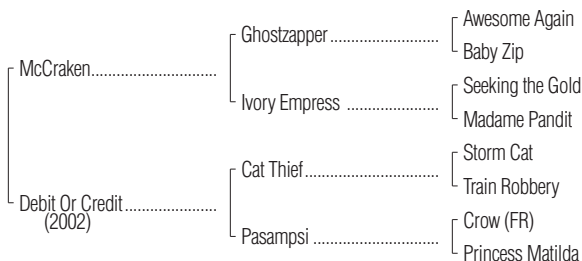 Awesome Again
Ghostzapper
Baby Zip
McCraken
Seeking the Gold
Ivory Empress
Madame Pandit
Storm Cat
Cat Thief
Train Robbery
Debit Or Credit
(2002)
Crow (FR)
Pasampsi
Princess Matilda